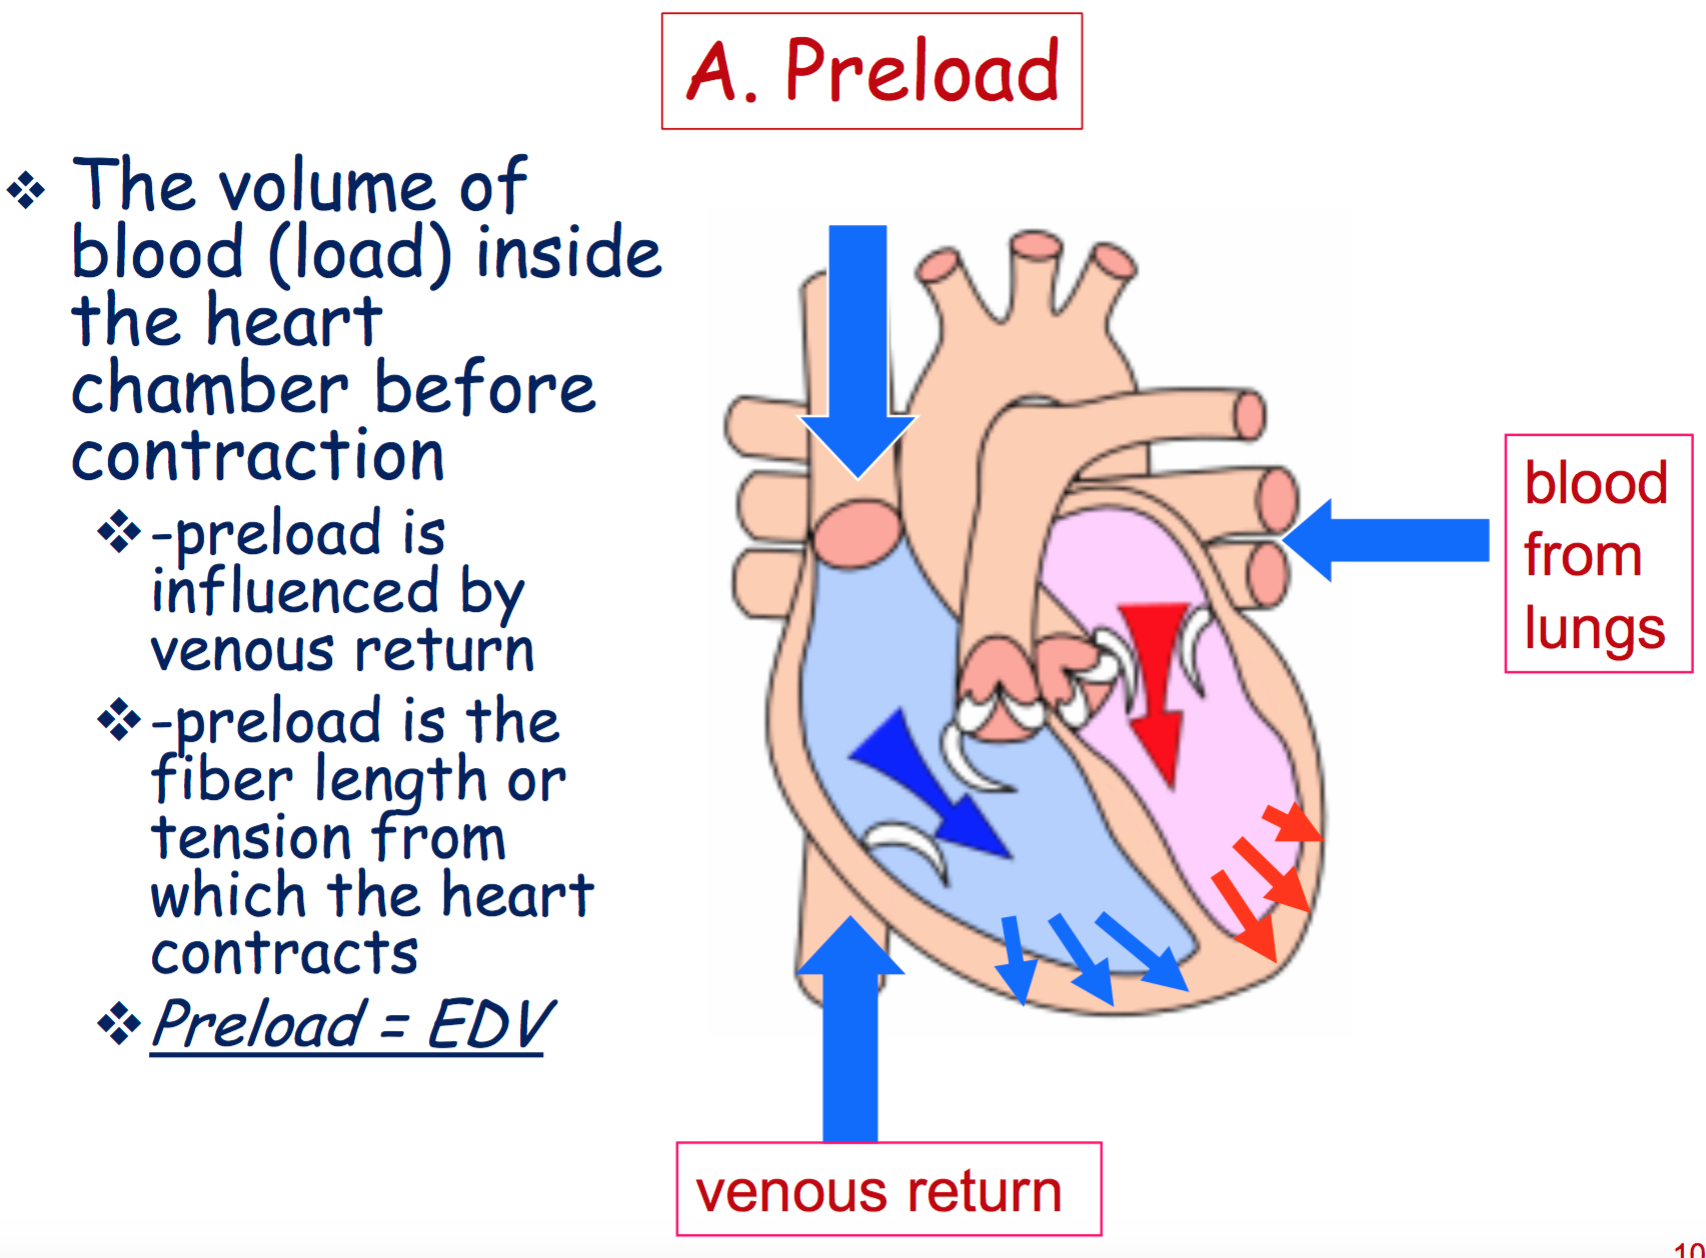 A. Preload
The volume of
blood (load) inside
the heart
chamber before
contraction
-preload is
influenced by
venous return
-preload is the
fiber length or
tension from
which the heart
contracts
Preload = EDV
blood
from
lungs
venous return
10